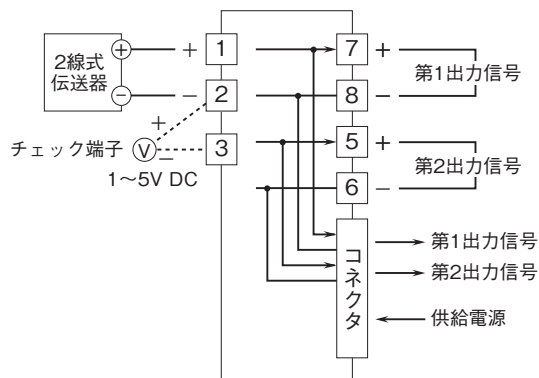 2線式
伝送器
+
−
+ 1
− 2
3
+
チェック端子 V −
1〜5V DC
7 +
8 −
第1出力信号
5 +
6 −
第2出力信号
コネクタ
第1出力信号
第2出力信号
供給電源